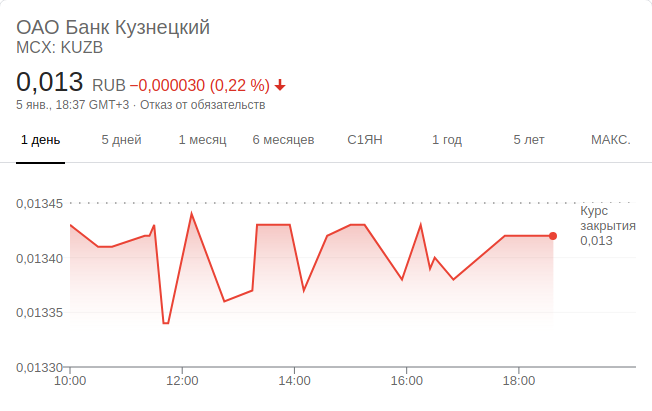 ОАО Банк Кузнецкий
MCX: KUZB
0,013 RUB −0,000030 (0,22 %)
5 янв., 18:37 GMT+3 · Отказ от обязательств
1 день 5 дней 1 месяц 6 месяцев С1ЯН 1 год 5 лет МАКС.
0,01345
Курс
закрытия
0,013
0,01340
0,01335
0,01330
10:00 12:00 14:00 16:00 18:00